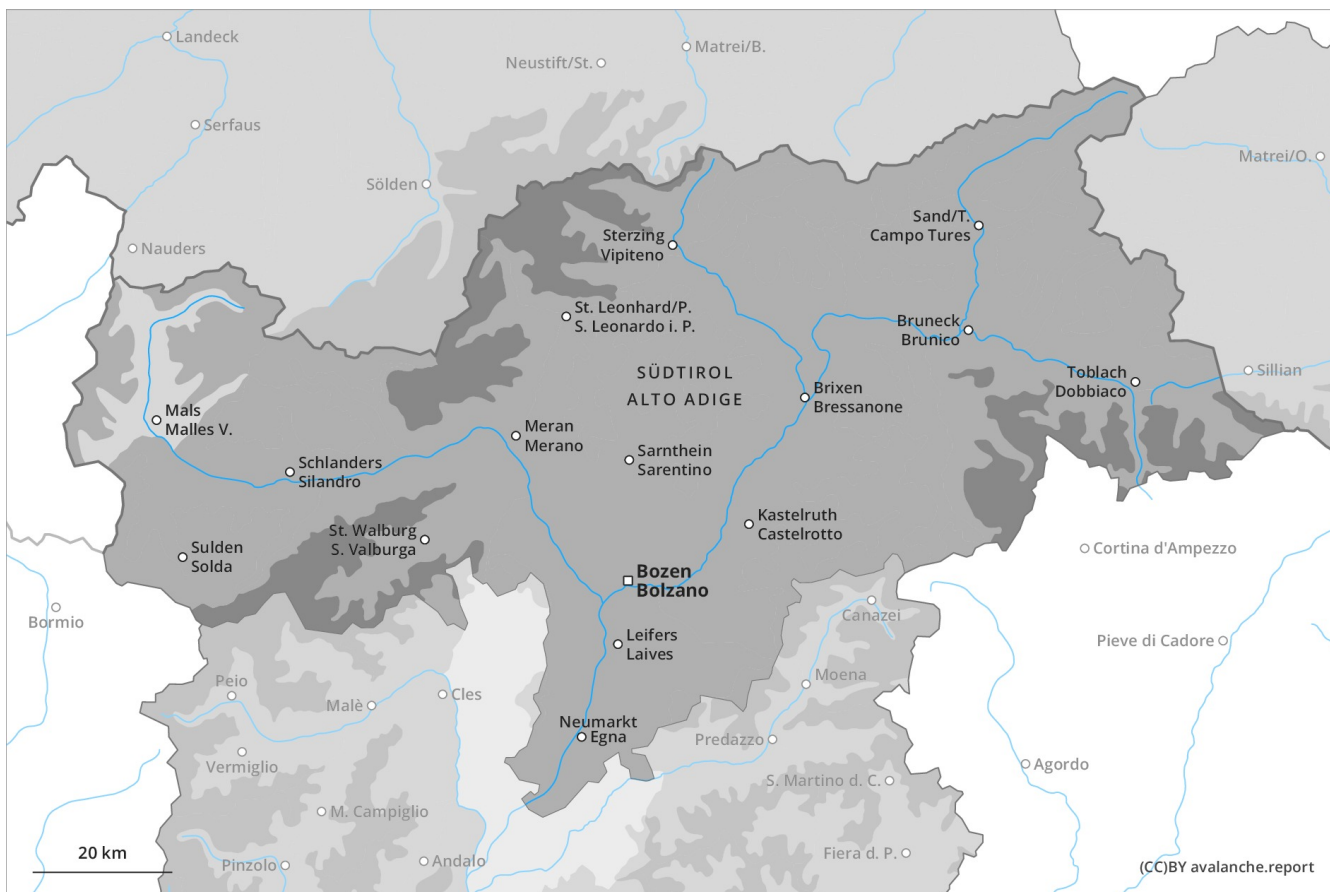 Landeck
Matrei/B.
Neustift/St.
Serfaus
Matrei/O.
Sölden
Nauders
Sand/T.
Campo Tures
Sterzing
Vipiteno
St. Leonhard/P.
S. Leonardo i. P.
Bruneck
Brunico
SÜDTIROL
ALTO ADIGE
Toblach
Dobbiaco
Sillian
Brixen
Bressanone
Mals
Malles V.
Meran
Merano
Sarnthein
Sarentino
Schlanders
Silandro
Kastelruth
Castelrotto
St. Walburg
S. Valburga
Sulden
Solda
Cortina d'Ampezzo
Bozen
Bolzano
Bormio
Canazei
Leifers
Laives
Pieve di Cadore
Peio
Moena
Malè
Cles
Neumarkt
Egna
Predazzo
Vermiglio
Agordo
S. Martino d. C.
M. Campiglio
20 km
Pinzolo
Andalo
Fiera d. P.
(CC)BY avalanche.report